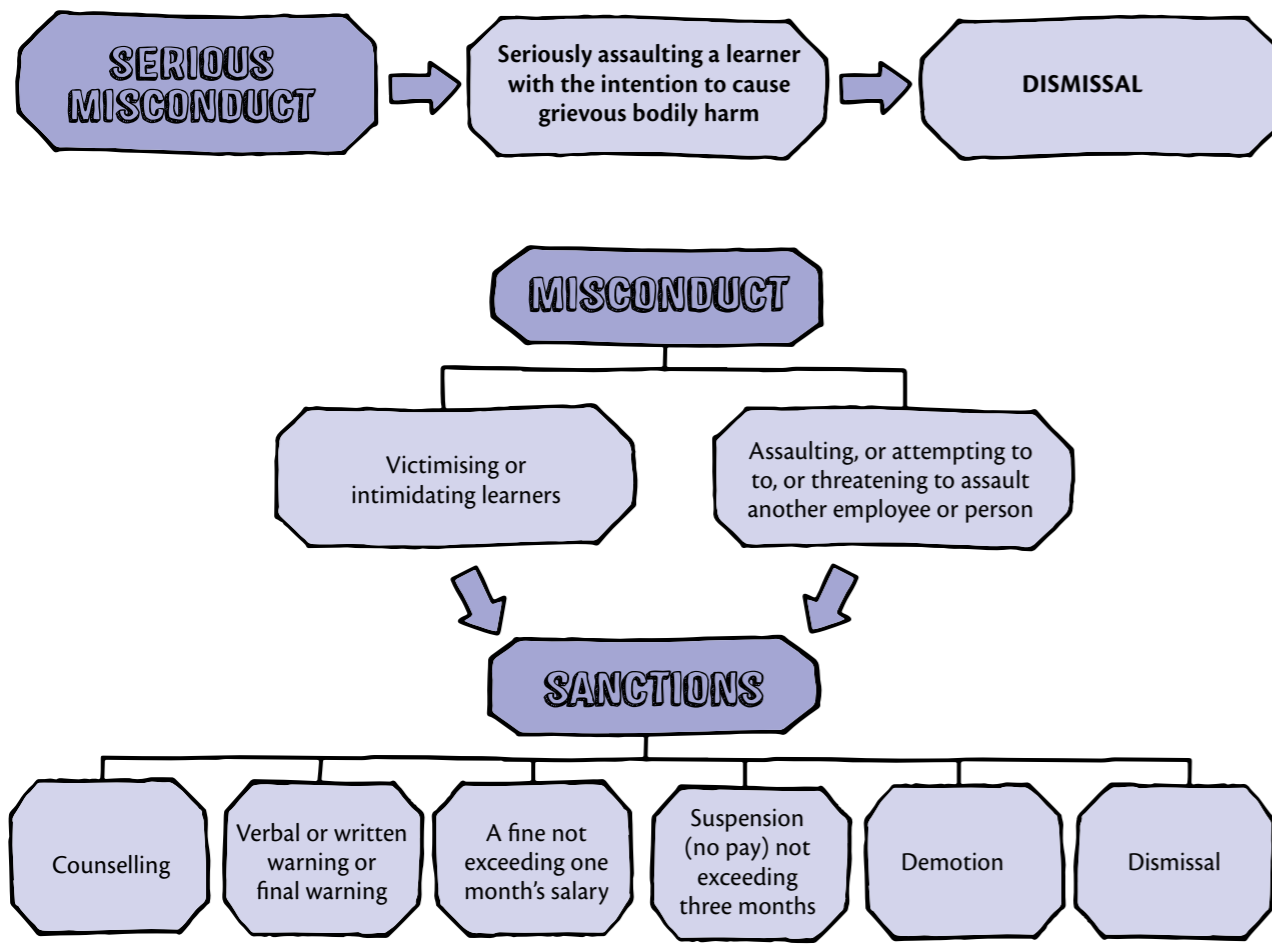 SERIOUS
MISCONDUCT
Seriously assaulting a learner
with the intention to cause
grievous bodily harm
DISMISSAL
MISCONDUCT
Victimising or
intimidating learners
Assaulting, or attempting to
to, or threatening to assault
another employee or person
SANCTIONS
Counselling
Verbal or written
warning or
final warning
A fine not
exceeding one
month's salary
Suspension
(no pay) not
exceeding
three months
Demotion
Dismissal